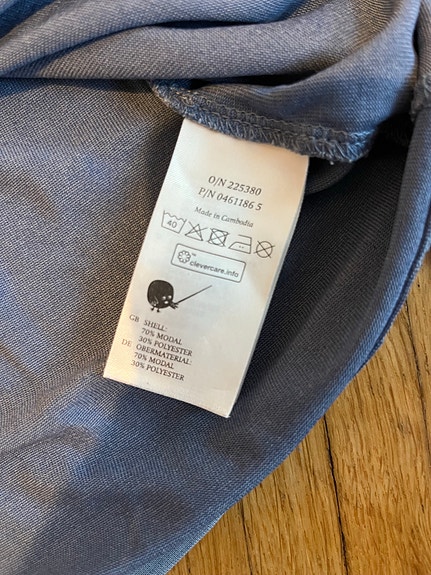 O/N 225380
P/N 0461186 5
Made in Cambodia
40
TM
clevercare.info
GB SHELL:
70% MODAL
30% POLYESTER
DE OBERMATERIAL:
70% MODAL
30% POLYESTER